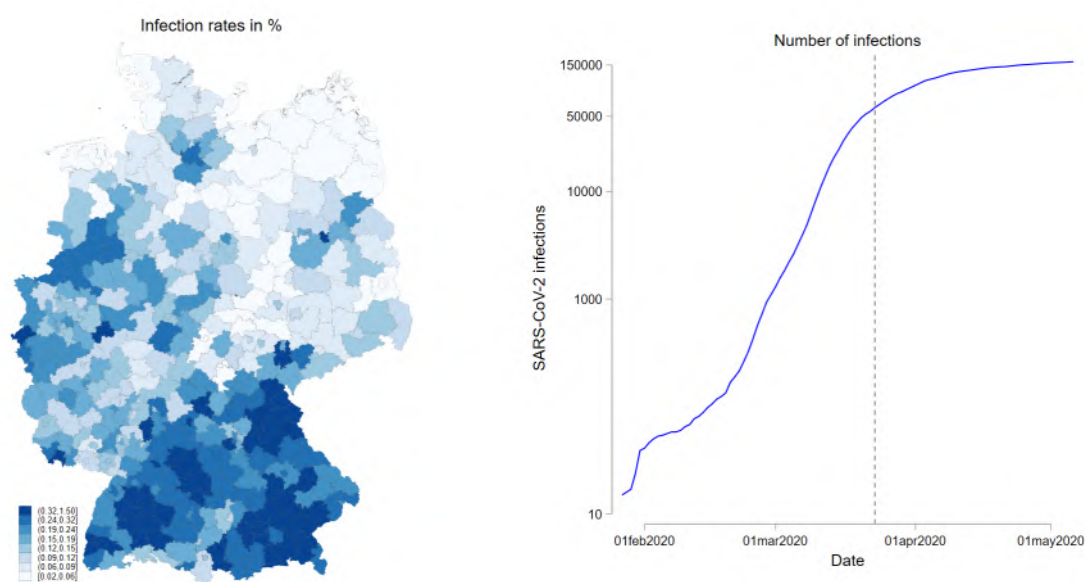 Infection rates in %
(0.32,1.50]
(0.24,0.32]
(0.19,0.24]
(0.15,0.19]
(0.12,0.15]
(0.09,0.12]
(0.06,0.09]
[0.02,0.06]
Number of infections
SARS-CoV-2 infections
150000
50000
10000
1000
10
01feb2020
01mar2020
01apr2020
01may2020
Date